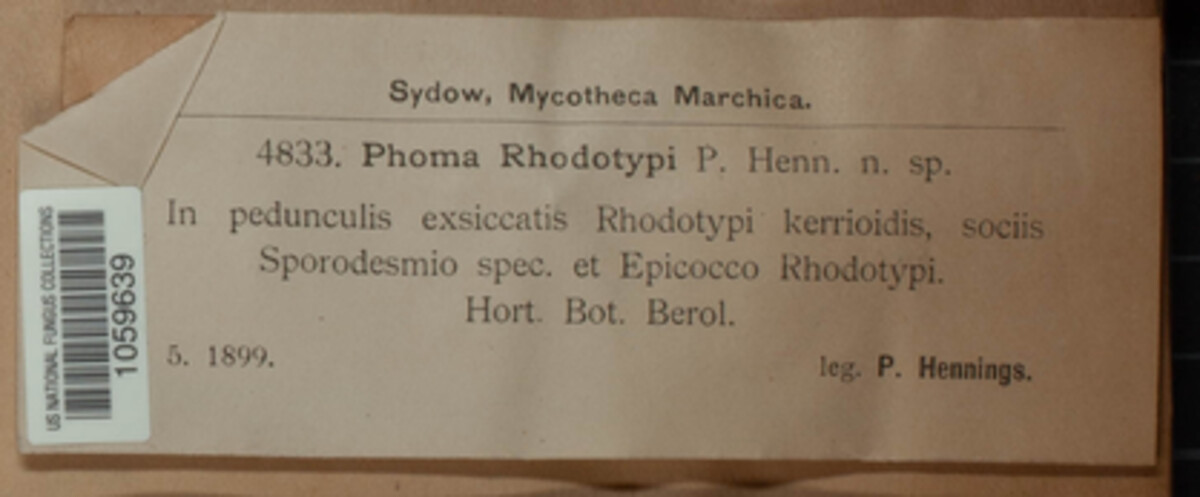 Sydow, Mycotheca Marchica.
4833. Phoma Rhodotypi P. Henn. n. sp.
In pedunculis exsiccatis Rhodotypi kerrioidis, sociis
Sporodesmio spec. et Epicocco Rhodotypi.
Hort. Bot. Berol.
5. 1899.
leg. P. Hennings.
US NATIONAL FUNGUS COLLECTIONS
1059639